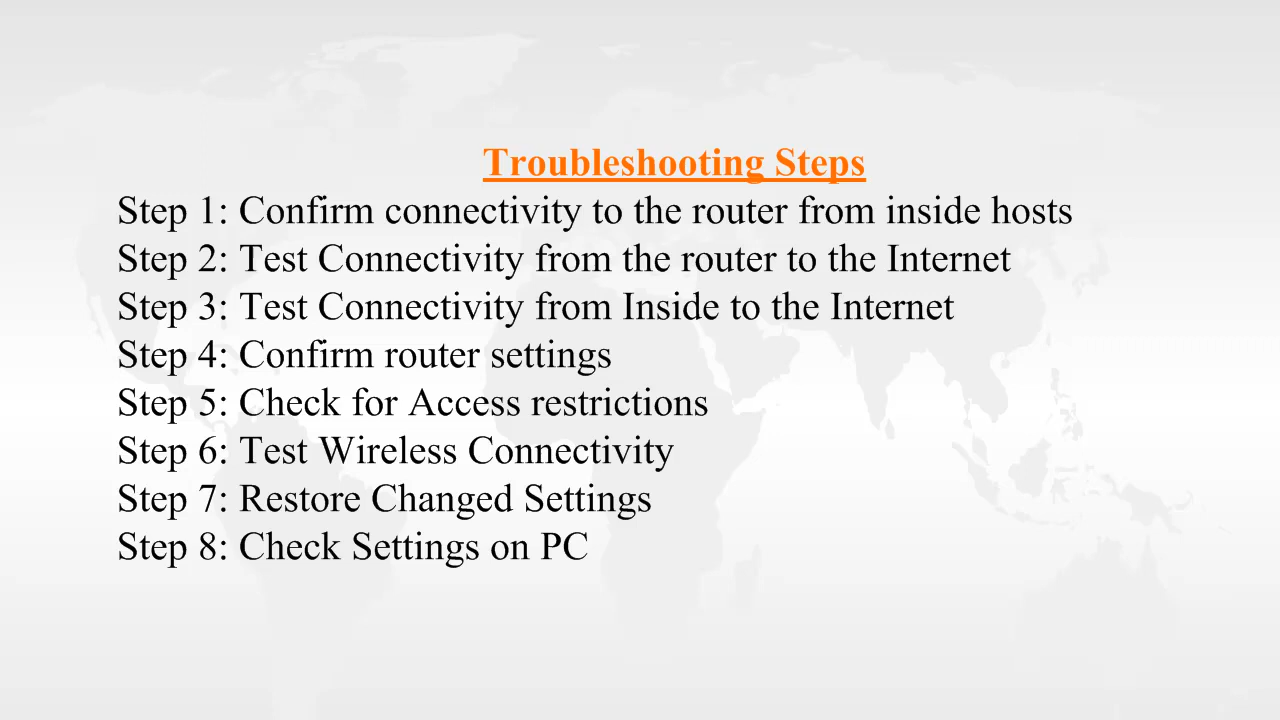 Troubleshooting Steps
Step 1: Confirm connectivity to the router from inside hosts
Step 2: Test Connectivity from the router to the Internet
Step 3: Test Connectivity from Inside to the Internet
Step 4: Confirm router settings
Step 5: Check for Access restrictions
Step 6: Test Wireless Connectivity
Step 7: Restore Changed Settings
Step 8: Check Settings on PC